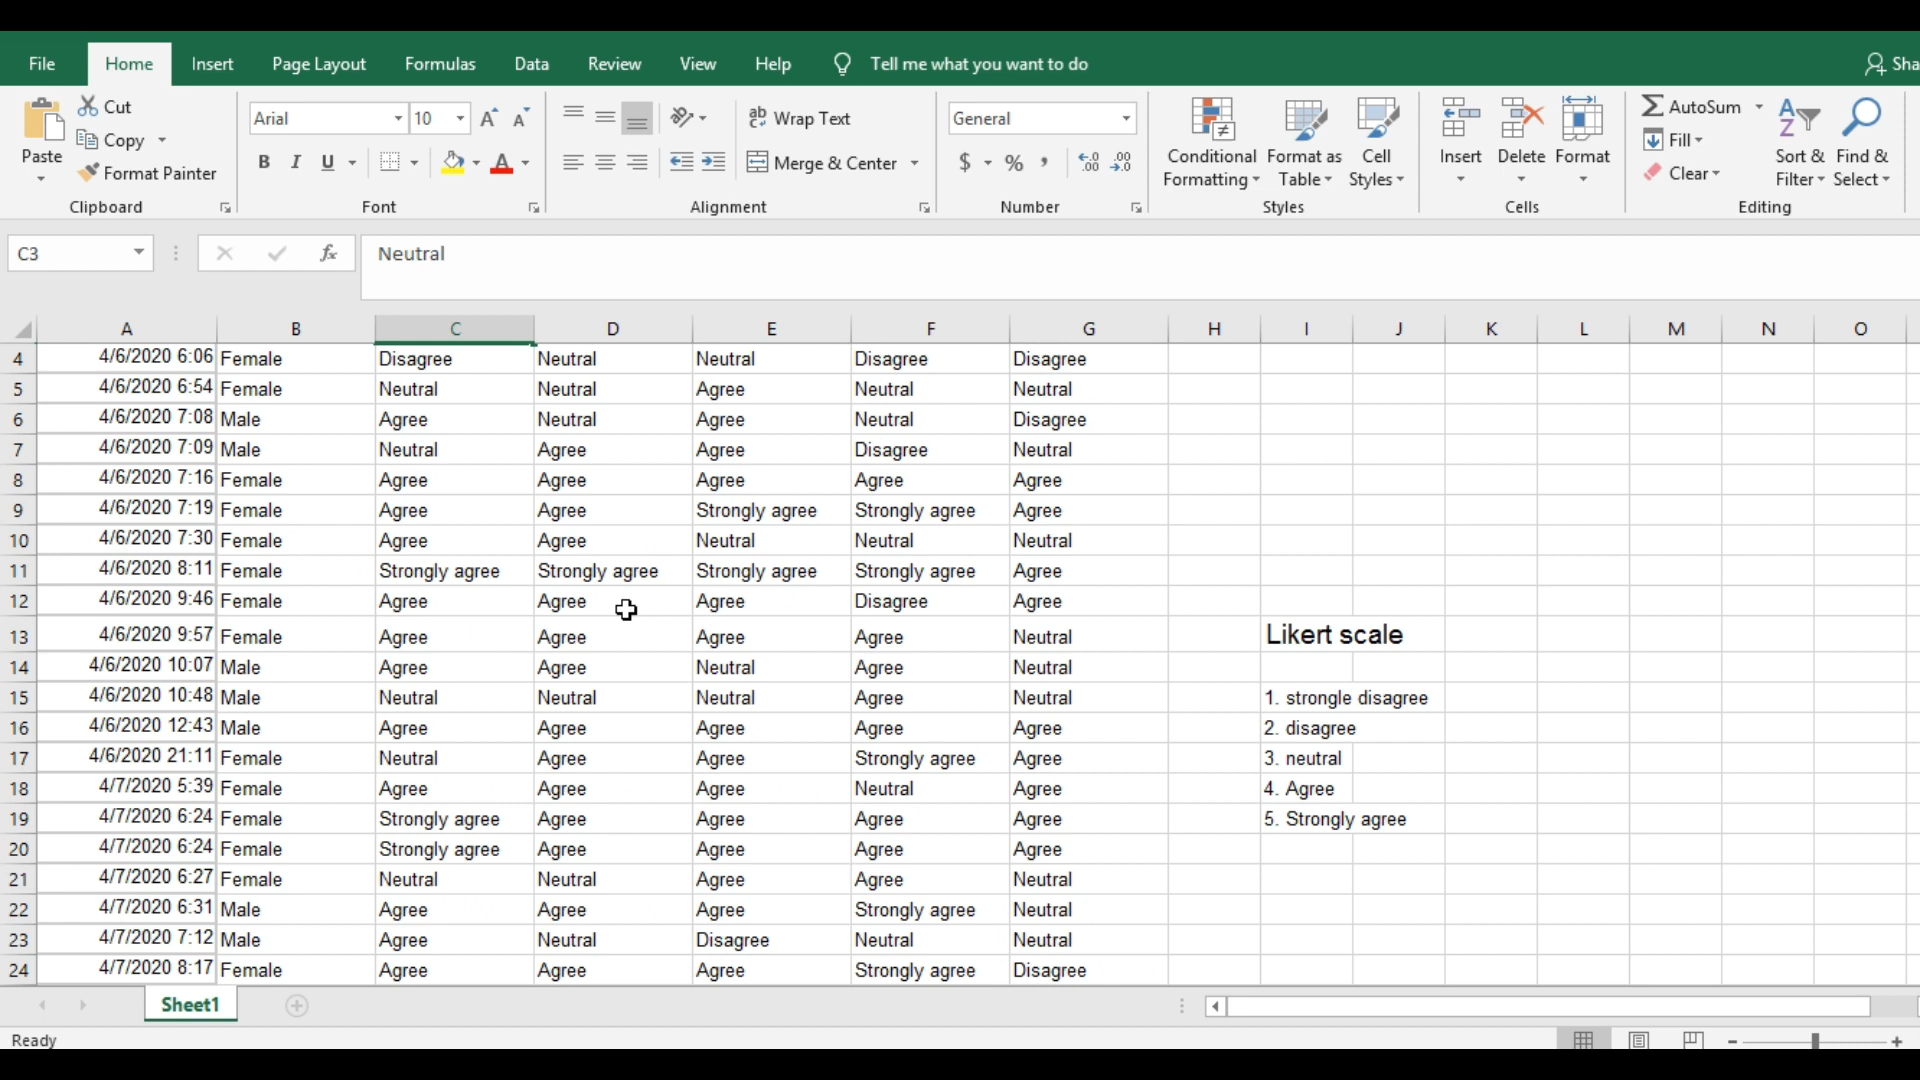 File Home Insert Page Layout Formulas Data Review View Help Tell me what you want to do Sha
Paste Cut Copy Format Painter Clipboard
Arial 10 A A B I U A Font
Wrap Text Merge & Center Alignment
General $ % , Number
Conditional Formatting Format as Table Cell Styles Styles
Insert Delete Format Cells
AutoSum Fill Clear Sort & Filter Find & Select Editing
C3 fx Neutral
A B C D E F G H I J K L M N O
4 4/6/2020 6:06 Female Disagree Neutral Neutral Disagree Disagree
5 4/6/2020 6:54 Female Neutral Neutral Agree Neutral Neutral
6 4/6/2020 7:08 Male Agree Neutral Agree Neutral Disagree
7 4/6/2020 7:09 Male Neutral Agree Agree Disagree Neutral
8 4/6/2020 7:16 Female Agree Agree Agree Agree Agree
9 4/6/2020 7:19 Female Agree Agree Strongly agree Strongly agree Agree
10 4/6/2020 7:30 Female Agree Agree Neutral Neutral Neutral
11 4/6/2020 8:11 Female Strongly agree Strongly agree Strongly agree Strongly agree Agree
12 4/6/2020 9:46 Female Agree Agree Agree Disagree Agree
13 4/6/2020 9:57 Female Agree Agree Agree Agree Neutral Likert scale
14 4/6/2020 10:07 Male Agree Agree Neutral Agree Neutral
15 4/6/2020 10:48 Male Neutral Neutral Neutral Agree Neutral 1. strongle disagree
16 4/6/2020 12:43 Male Agree Agree Agree Agree Agree 2. disagree
17 4/6/2020 21:11 Female Neutral Agree Agree Strongly agree Agree 3. neutral
18 4/7/2020 5:39 Female Agree Agree Agree Neutral Agree 4. Agree
19 4/7/2020 6:24 Female Strongly agree Agree Agree Agree Agree 5. Strongly agree
20 4/7/2020 6:24 Female Strongly agree Agree Agree Agree Agree
21 4/7/2020 6:27 Female Neutral Neutral Agree Agree Neutral
22 4/7/2020 6:31 Male Agree Agree Agree Strongly agree Neutral
23 4/7/2020 7:12 Male Agree Neutral Disagree Neutral Neutral
24 4/7/2020 8:17 Female Agree Agree Agree Strongly agree Disagree
Sheet1
Ready